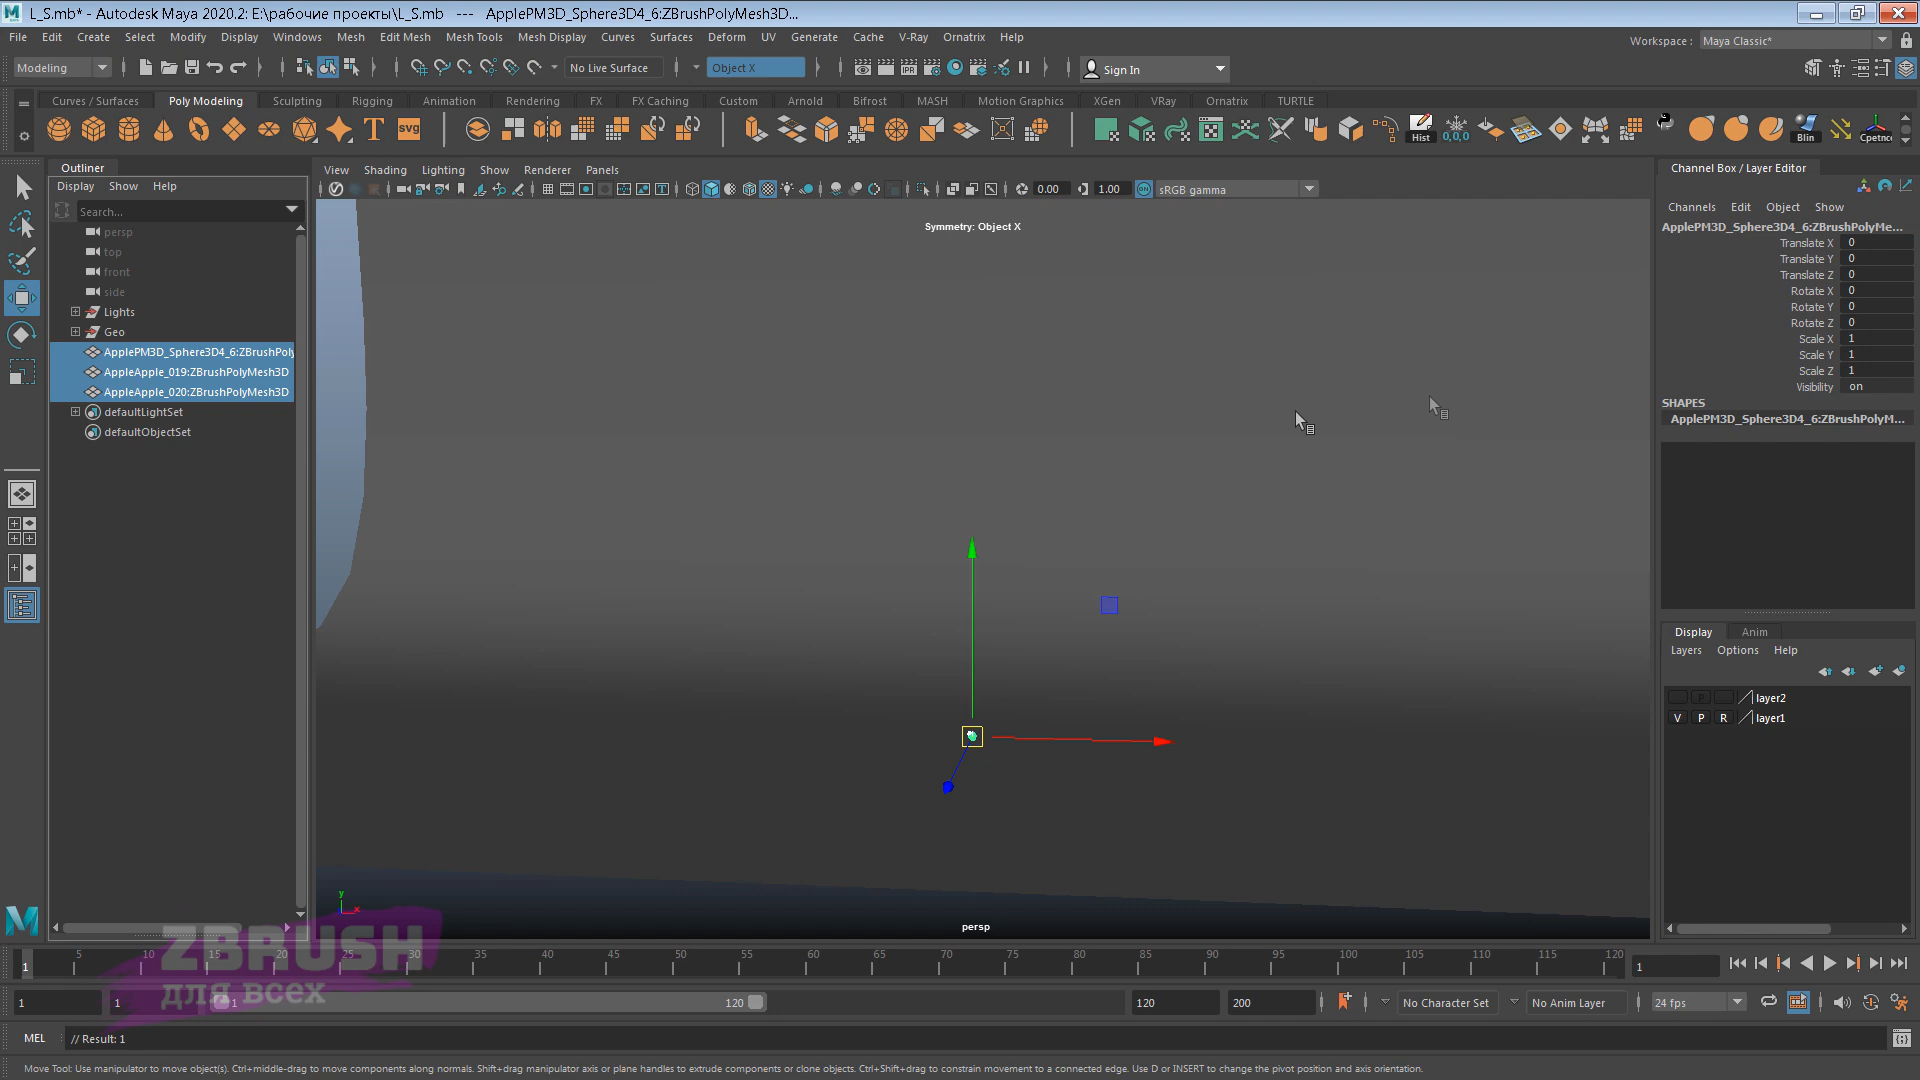 L_S.mb* - Autodesk Maya 2020.2: E:\рабочие проекты\L_S.mb --- ApplePM3D_Sphere3D4_6:ZBrushPolyMesh3D...
File Edit Create Select Modify Display Windows Mesh Edit Mesh Mesh Tools Mesh Display Curves Surfaces Deform UV Generate Cache V-Ray Ornatrix Help
Workspace : Maya Classic*
Modeling No Live Surface Object X Sign In
Curves / Surfaces Poly Modeling Sculpting Rigging Animation Rendering FX FX Caching Custom Arnold Bifrost MASH Motion Graphics XGen VRay Ornatrix TURTLE
T svg IPR 0,0,0 Hist Blin Cpetnc
Outliner
Display Show Help
Search...
persp
top
front
side
Lights
Geo
ApplePM3D_Sphere3D4_6:ZBrushPoly
AppleApple_019:ZBrushPolyMesh3D
AppleApple_020:ZBrushPolyMesh3D
defaultLightSet
defaultObjectSet
View Shading Lighting Show Renderer Panels
0.00 1.00 ON sRGB gamma
Symmetry: Object X
y
x
persp
Channel Box / Layer Editor
Channels Edit Object Show
ApplePM3D_Sphere3D4_6:ZBrushPolyMe...
Translate X 0
Translate Y 0
Translate Z 0
Rotate X 0
Rotate Y 0
Rotate Z 0
Scale X 1
Scale Y 1
Scale Z 1
Visibility on
SHAPES
ApplePM3D_Sphere3D4_6:ZBrushPolyM...
Display Anim
Layers Options Help
P layer2
V P R layer1
ZBRUSH
для всех
1 5 10 15 20 25 30 35 40 45 50 55 60 65 70 75 80 85 90 95 100 105 110 115 120 1
1 1 1 120 120 200 No Character Set No Anim Layer 24 fps
MEL // Result: 1
Move Tool: Use manipulator to move object(s). Ctrl+middle-drag to move components along normals. Shift+drag manipulator axis or plane handles to extrude components or clone objects. Ctrl+Shift+drag to constrain movement to a connected edge. Use D or INSERT to change the pivot position and axis orientation.